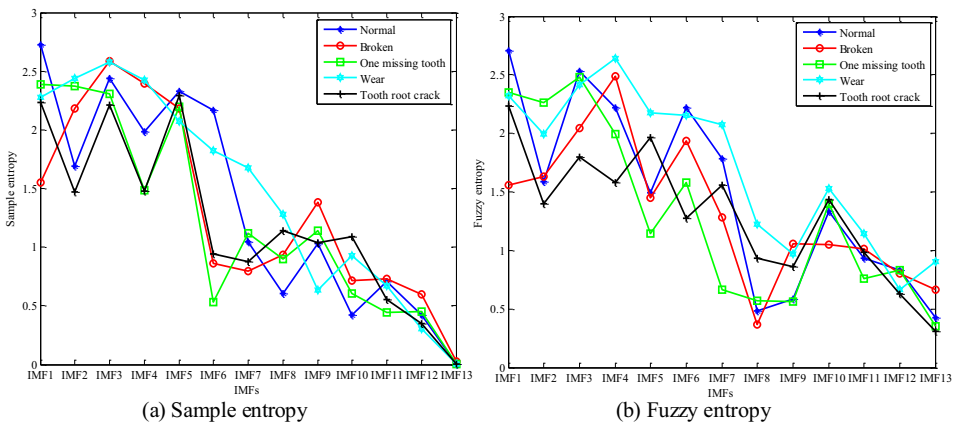 3
2.5
2
1.5
1
0.5
0
Sample entropy
Normal
Broken
One missing tooth
Wear
Tooth root crack
IMF1 IMF2 IMF3 IMF4 IMF5 IMF6 IMF7 IMF8 IMF9 IMF10 IMF11 IMF12 IMF13
IMFs
(a) Sample entropy
3
2.5
2
1.5
1
0.5
0
Fuzzy entropy
Normal
Broken
One missing tooth
Wear
Tooth root crack
IMF1 IMF2 IMF3 IMF4 IMF5 IMF6 IMF7 IMF8 IMF9 IMF10 IMF11 IMF12 IMF13
IMFs
(b) Fuzzy entropy